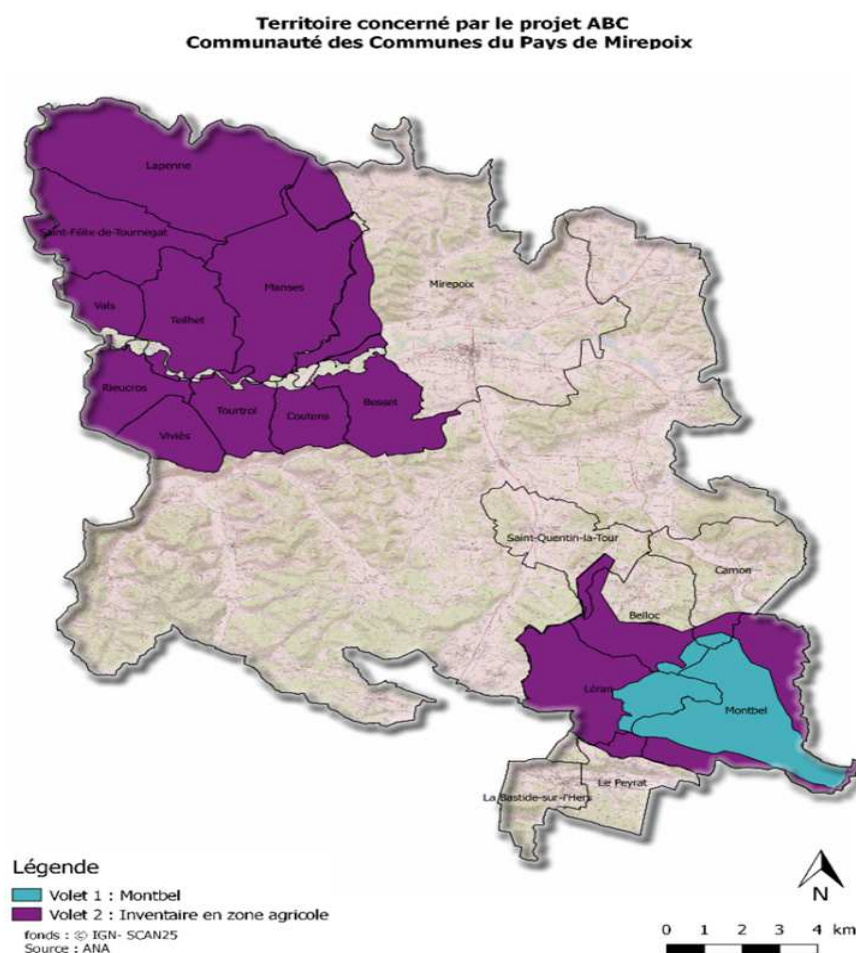 Territoire concerné par le projet ABC
Communauté des Communes du Pays de Mirepoix
Lapenne
Saint-Félix-de-Tournegat
Manses
Mirepoix
Vals
Teilhet
Rieucros
Tourtrol
Coutens
Besset
Viviès
Saint-Quentin-la-Tour
Camon
Belloc
Léran
Montbel
Le Peyrat
La Bastide-sur-l'Hers
Légende
Volet 1 : Montbel
Volet 2 : Inventaire en zone agricole
fonds : © IGN- SCAN25
Source : ANA
N
0 1 2 3 4 km